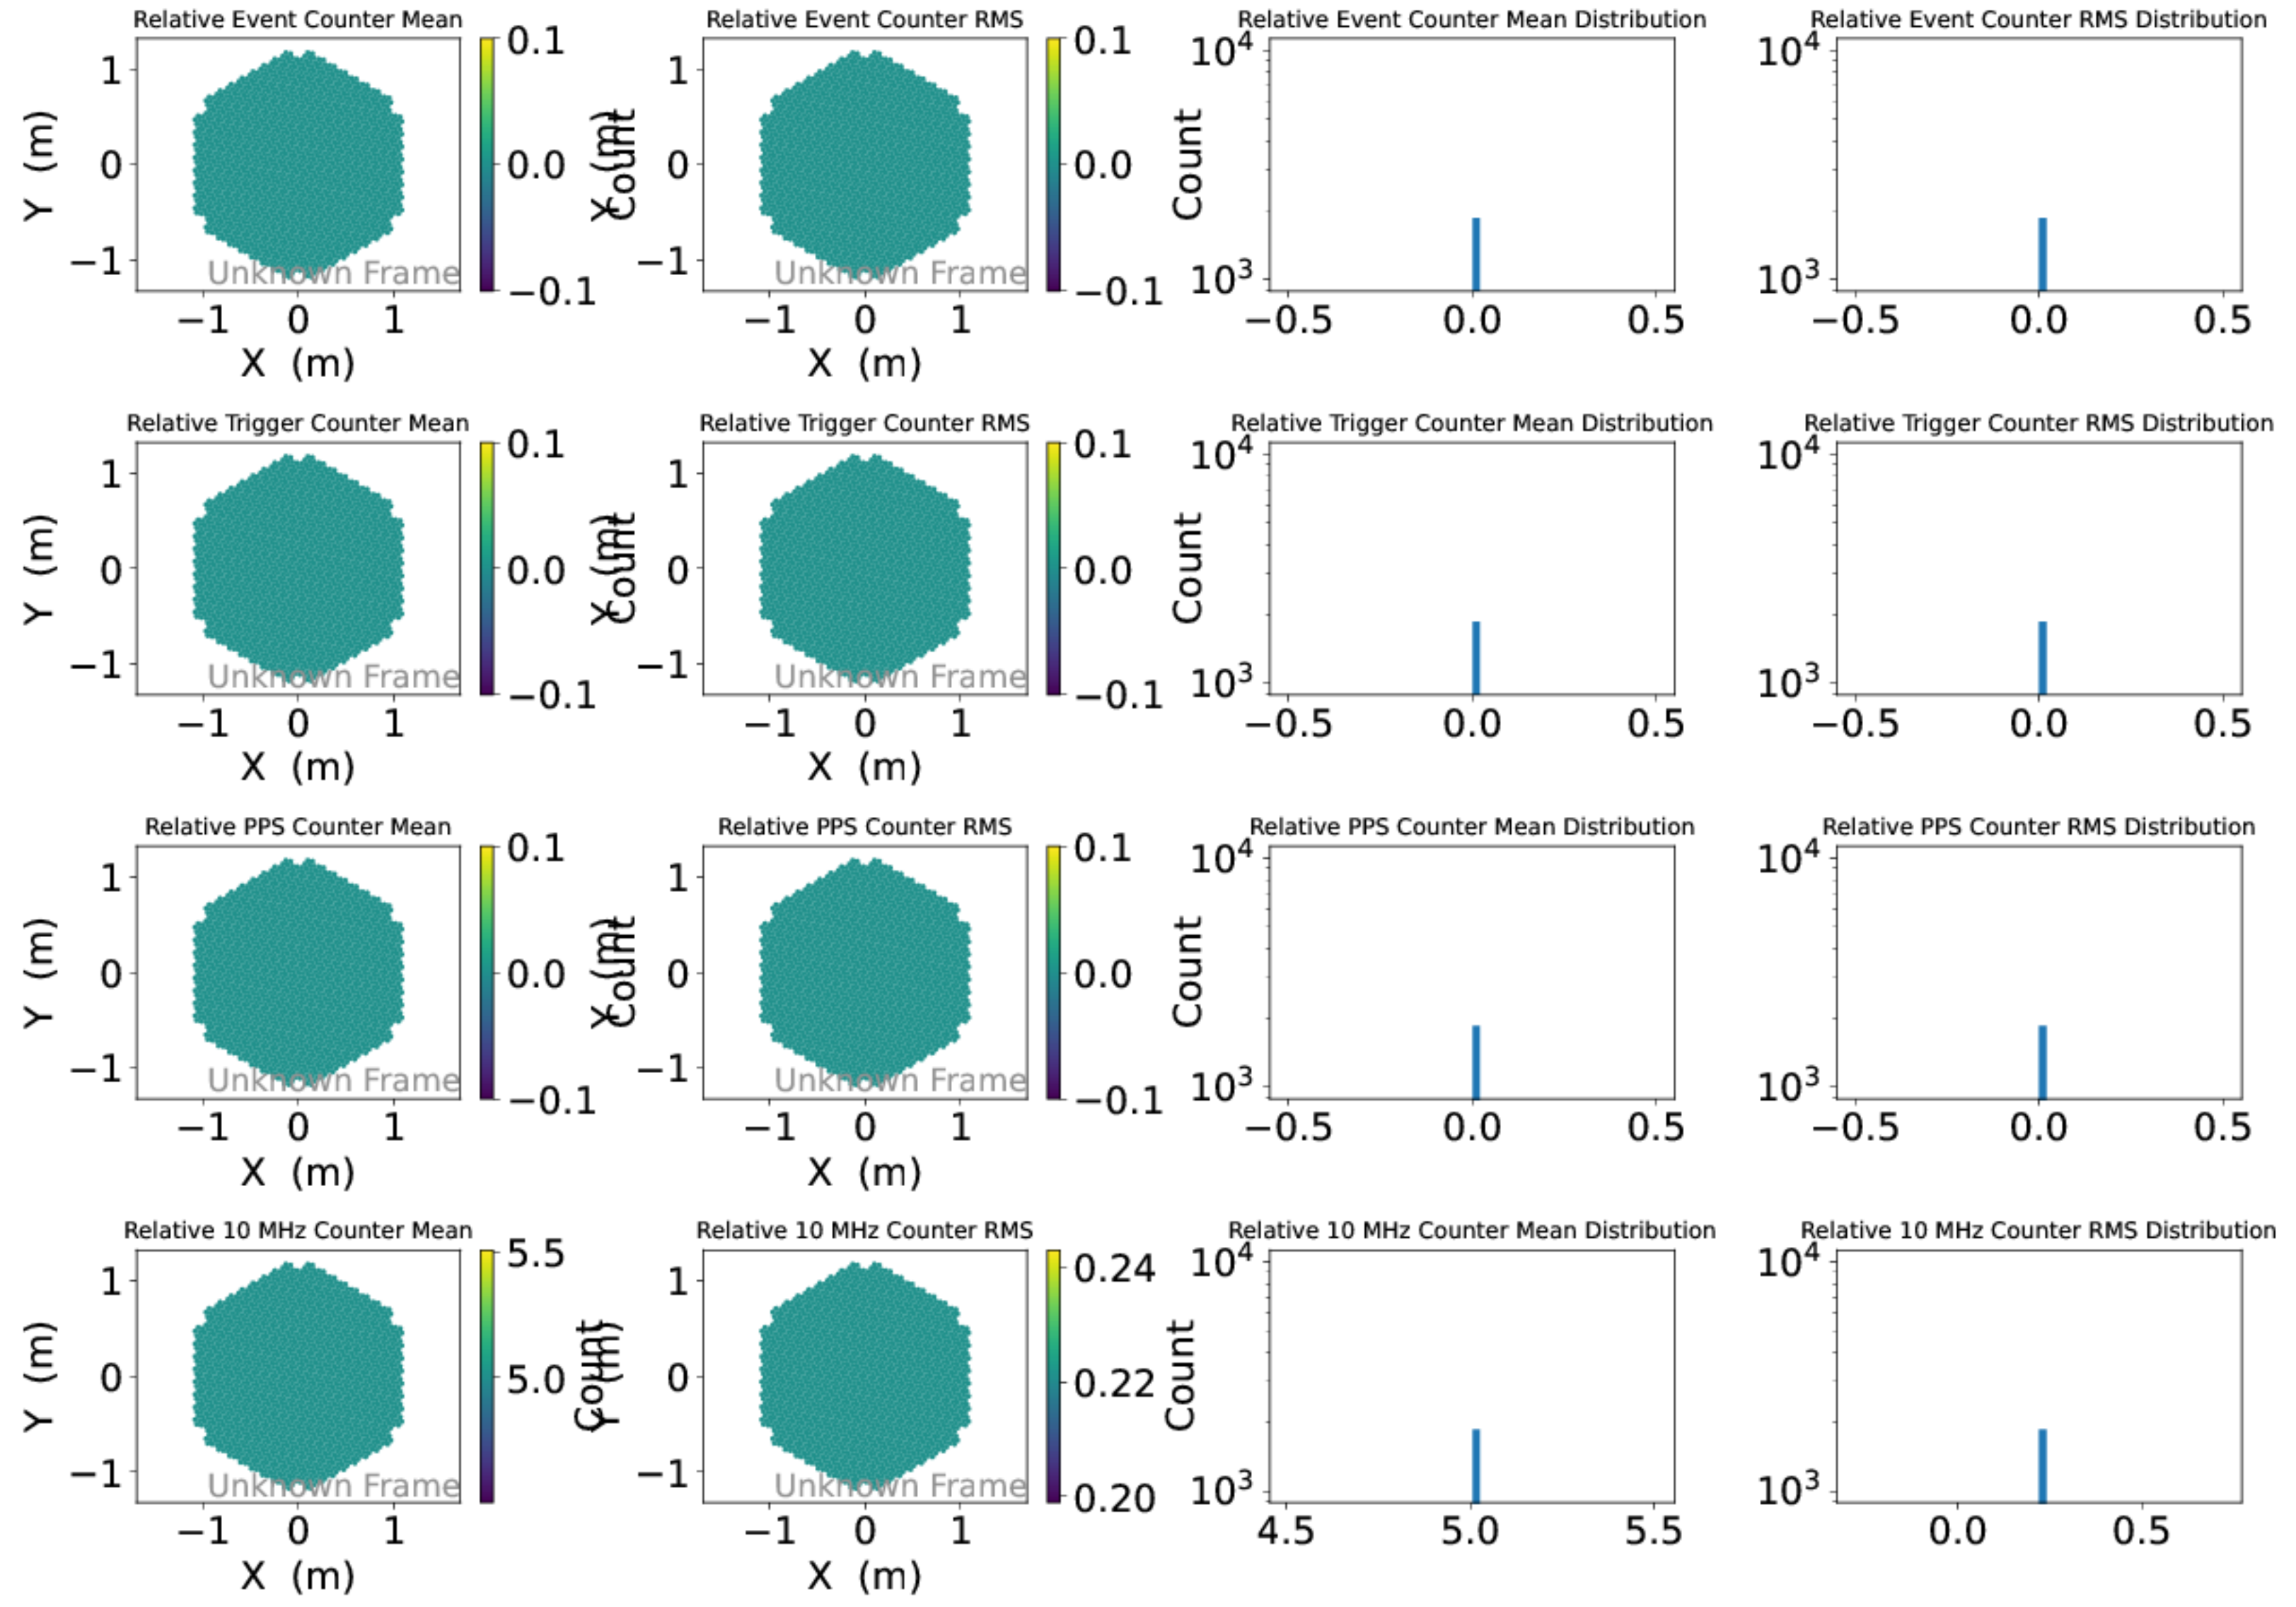 Relative Event Counter Mean
Relative Event Counter RMS
Relative Event Counter Mean Distribution
Relative Event Counter RMS Distribution
1
0
−1
Y (m)
−1 0 1
X (m)
Unknown Frame
0.1
0.0
−0.1
1
0
−1
Y (m)
−1 0 1
X (m)
Unknown Frame
0.1
0.0
−0.1
Count
10⁴
10³
−0.5 0.0 0.5
Count
10⁴
10³
−0.5 0.0 0.5
Relative Trigger Counter Mean
Relative Trigger Counter RMS
Relative Trigger Counter Mean Distribution
Relative Trigger Counter RMS Distribution
1
0
−1
Y (m)
−1 0 1
X (m)
Unknown Frame
0.1
0.0
−0.1
1
0
−1
Y (m)
−1 0 1
X (m)
Unknown Frame
0.1
0.0
−0.1
Count
10⁴
10³
−0.5 0.0 0.5
Count
10⁴
10³
−0.5 0.0 0.5
Relative PPS Counter Mean
Relative PPS Counter RMS
Relative PPS Counter Mean Distribution
Relative PPS Counter RMS Distribution
1
0
−1
Y (m)
−1 0 1
X (m)
Unknown Frame
0.1
0.0
−0.1
1
0
−1
Y (m)
−1 0 1
X (m)
Unknown Frame
0.1
0.0
−0.1
Count
10⁴
10³
−0.5 0.0 0.5
Count
10⁴
10³
−0.5 0.0 0.5
Relative 10 MHz Counter Mean
Relative 10 MHz Counter RMS
Relative 10 MHz Counter Mean Distribution
Relative 10 MHz Counter RMS Distribution
1
0
−1
Y (m)
−1 0 1
X (m)
Unknown Frame
5.5
5.0
1
0
−1
Y (m)
−1 0 1
X (m)
Unknown Frame
0.24
0.22
0.20
Count
10⁴
10³
4.5 5.0 5.5
Count
10⁴
10³
0.0 0.5